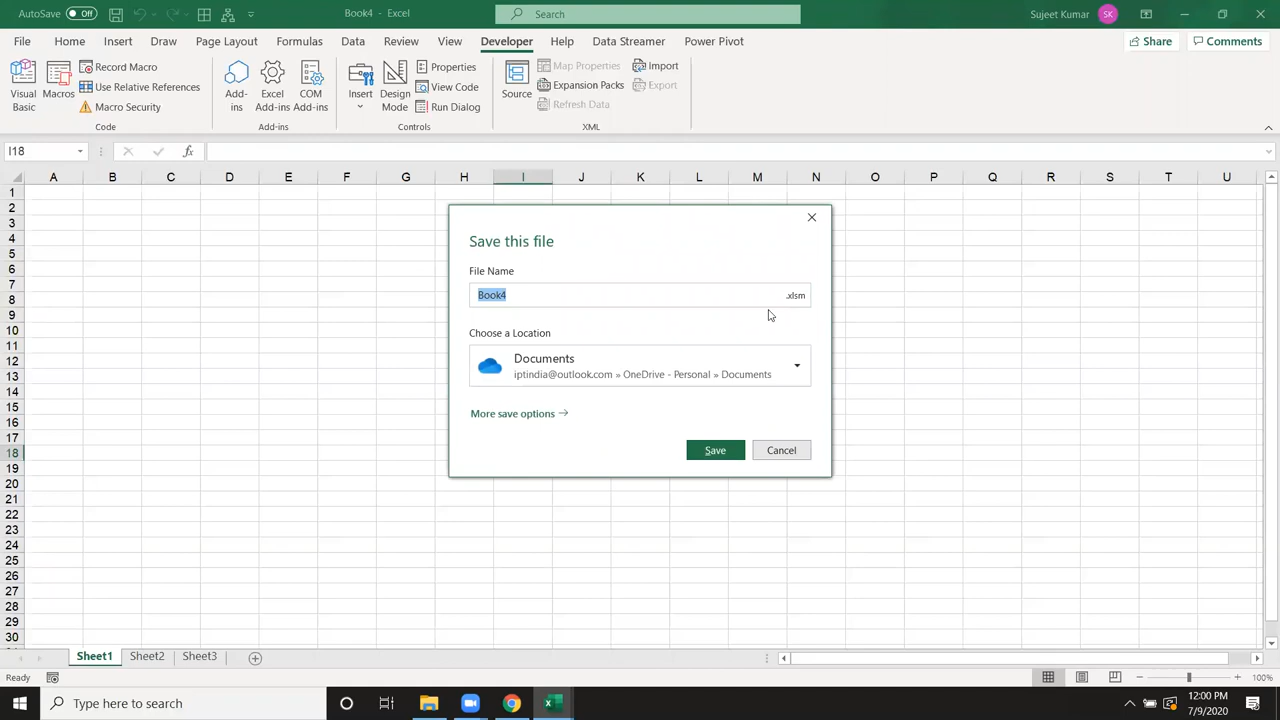 AutoSave Off Book4 - Excel Search Sujeet Kumar SK
File Home Insert Draw Page Layout Formulas Data Review View Developer Help Data Streamer Power Pivot Share Comments
Visual Basic
Macros
Record Macro
Use Relative References
Macro Security
Code
Add-ins
Excel Add-ins
COM Add-ins
Add-ins
Insert
Design Mode
Properties
View Code
Run Dialog
Controls
Source
Map Properties
Expansion Packs
Refresh Data
Import
Export
XML
I18 fx
A B C D E F G H I J K L M N O P Q R S T U
1
2
3
4
5
6
7
8
9
10
11
12
13
14
15
16
17
18
19
20
21
22
23
24
25
26
27
28
29
30
Save this file
File Name
Book4 .xlsm
Choose a Location
Documents
iptindia@outlook.com » OneDrive - Personal » Documents
More save options
Save Cancel
Sheet1 Sheet2 Sheet3
Ready 100%
Type here to search 12:00 PM
7/9/2020